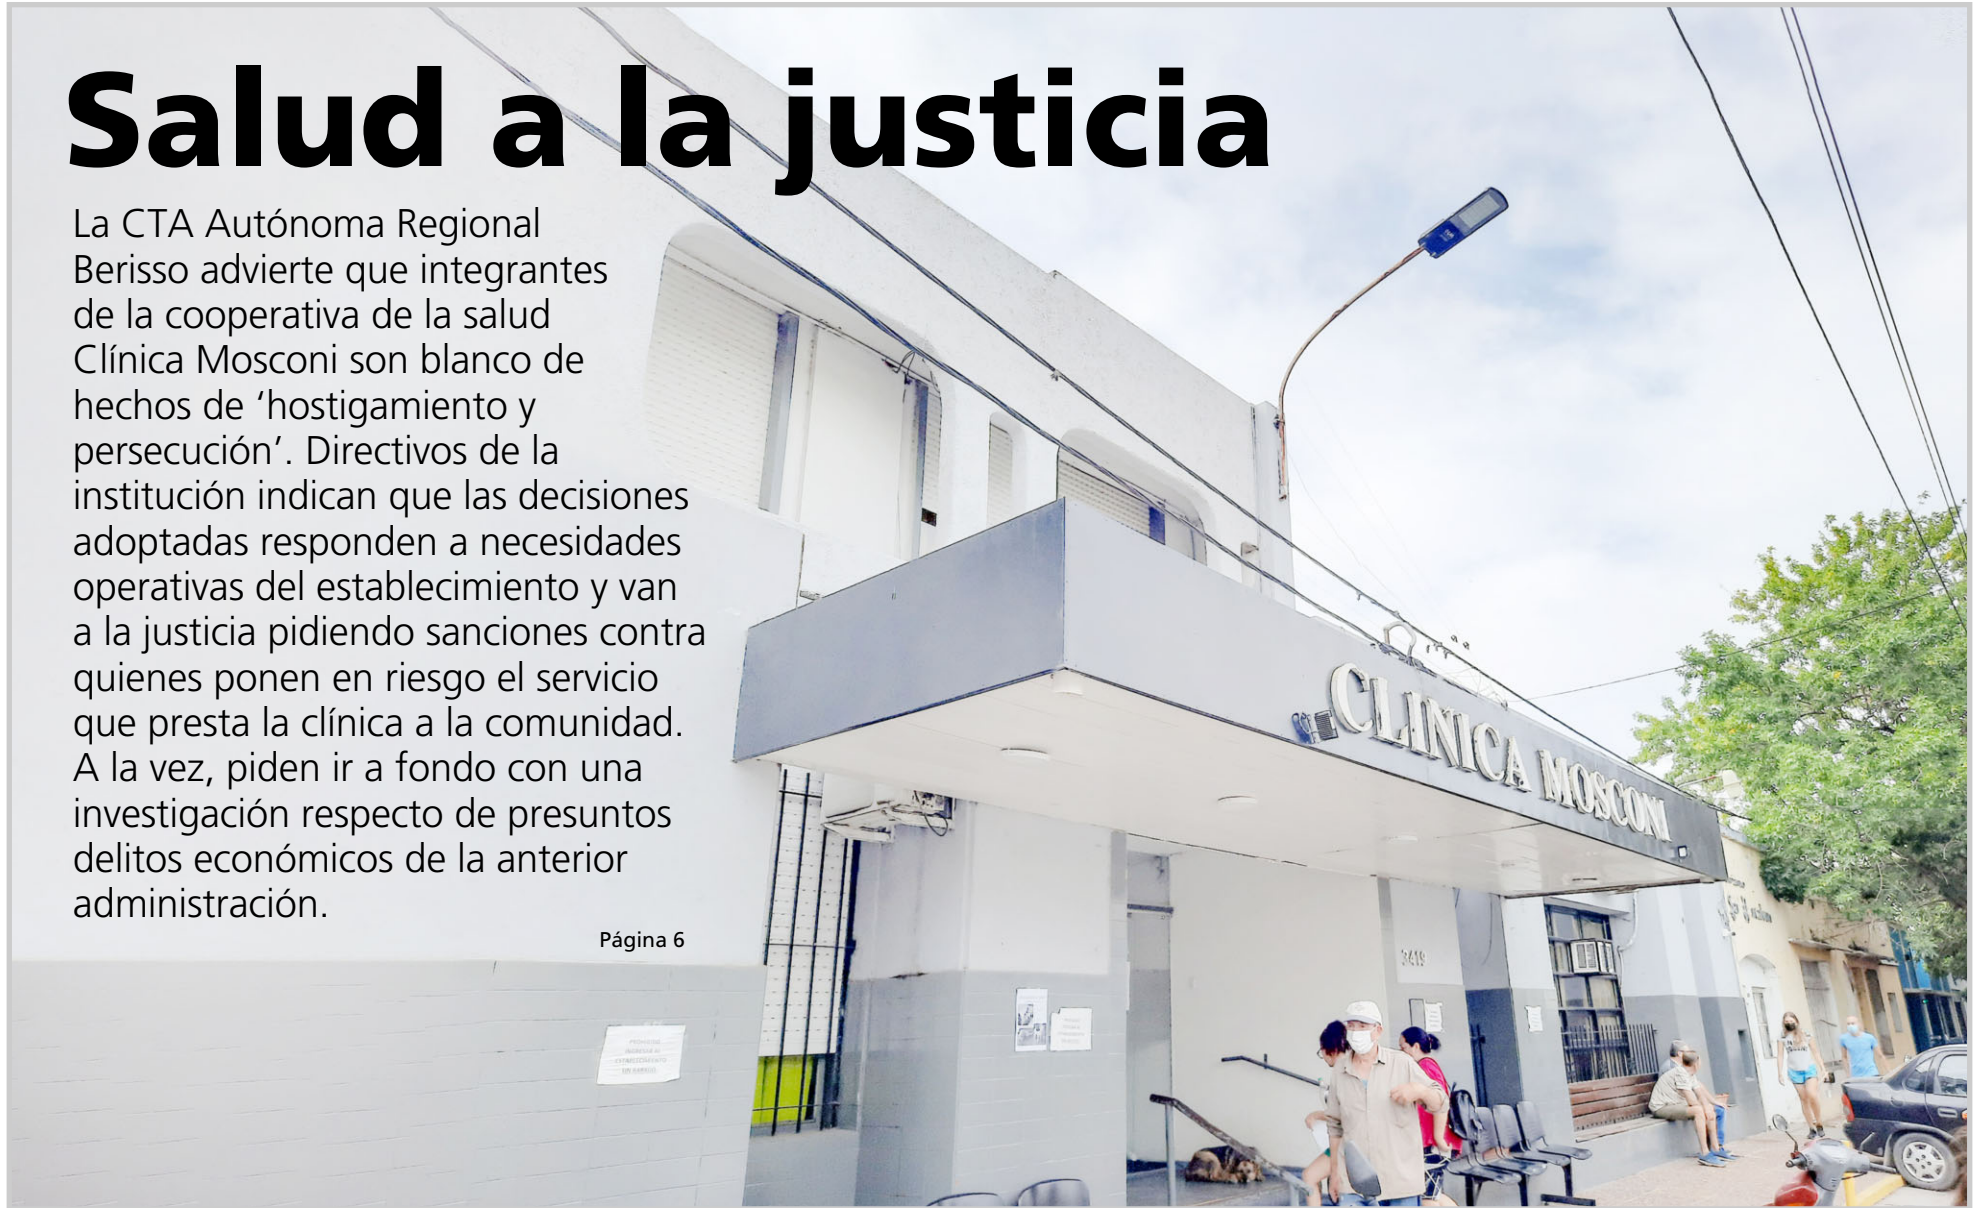 Salud a la justicia
La CTA Autónoma Regional
Berisso advierte que integrantes
de la cooperativa de la salud
Clínica Mosconi son blanco de
hechos de ‘hostigamiento y
persecución’. Directivos de la
institución indican que las decisiones
adoptadas responden a necesidades
operativas del establecimiento y van
a la justicia pidiendo sanciones contra
quienes ponen en riesgo el servicio
que presta la clínica a la comunidad.
A la vez, piden ir a fondo con una
investigación respecto de presuntos
delitos económicos de la anterior
administración.
Página 6
CLINICA MOSCONI
3419